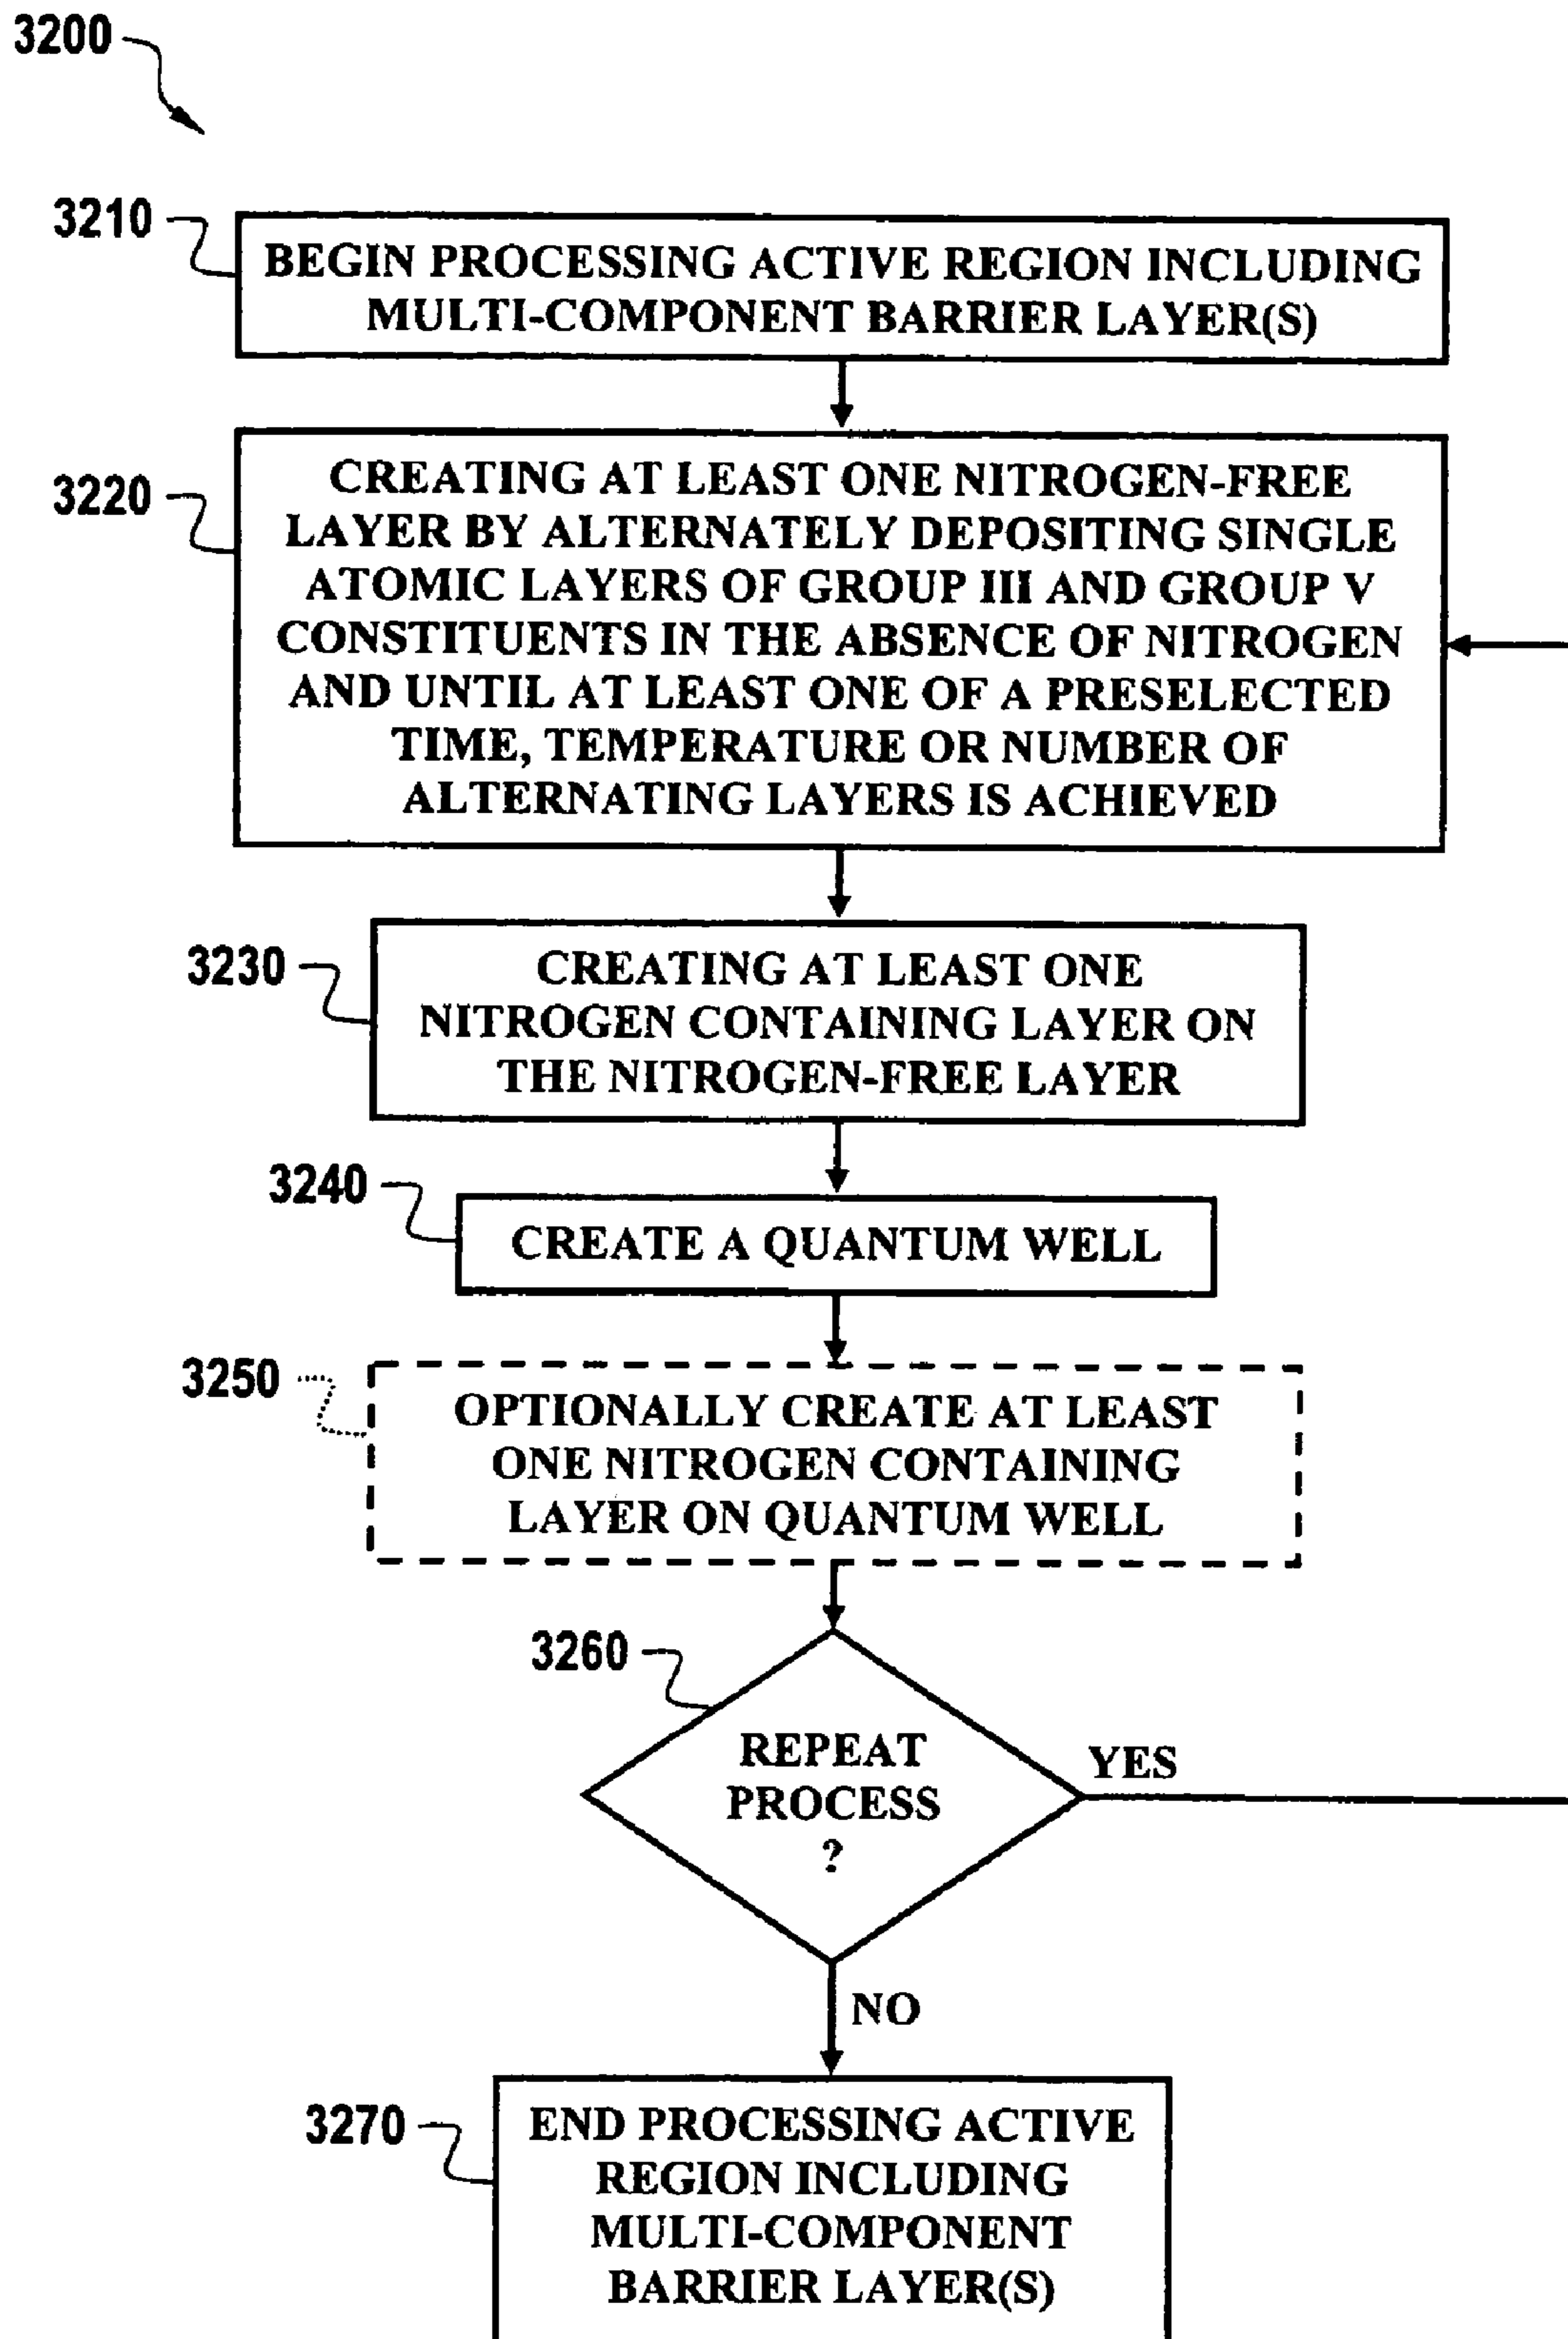 3200
3210
BEGIN PROCESSING ACTIVE REGION INCLUDING
MULTI-COMPONENT BARRIER LAYER(S)
3220
CREATING AT LEAST ONE NITROGEN-FREE
LAYER BY ALTERNATELY DEPOSITING SINGLE
ATOMIC LAYERS OF GROUP III AND GROUP V
CONSTITUENTS IN THE ABSENCE OF NITROGEN
AND UNTIL AT LEAST ONE OF A PRESELECTED
TIME, TEMPERATURE OR NUMBER OF
ALTERNATING LAYERS IS ACHIEVED
3230
CREATING AT LEAST ONE
NITROGEN CONTAINING LAYER ON
THE NITROGEN-FREE LAYER
3240
CREATE A QUANTUM WELL
3250
OPTIONALLY CREATE AT LEAST
ONE NITROGEN CONTAINING
LAYER ON QUANTUM WELL
3260
REPEAT
PROCESS
?
YES
NO
3270
END PROCESSING ACTIVE
REGION INCLUDING
MULTI-COMPONENT
BARRIER LAYER(S)